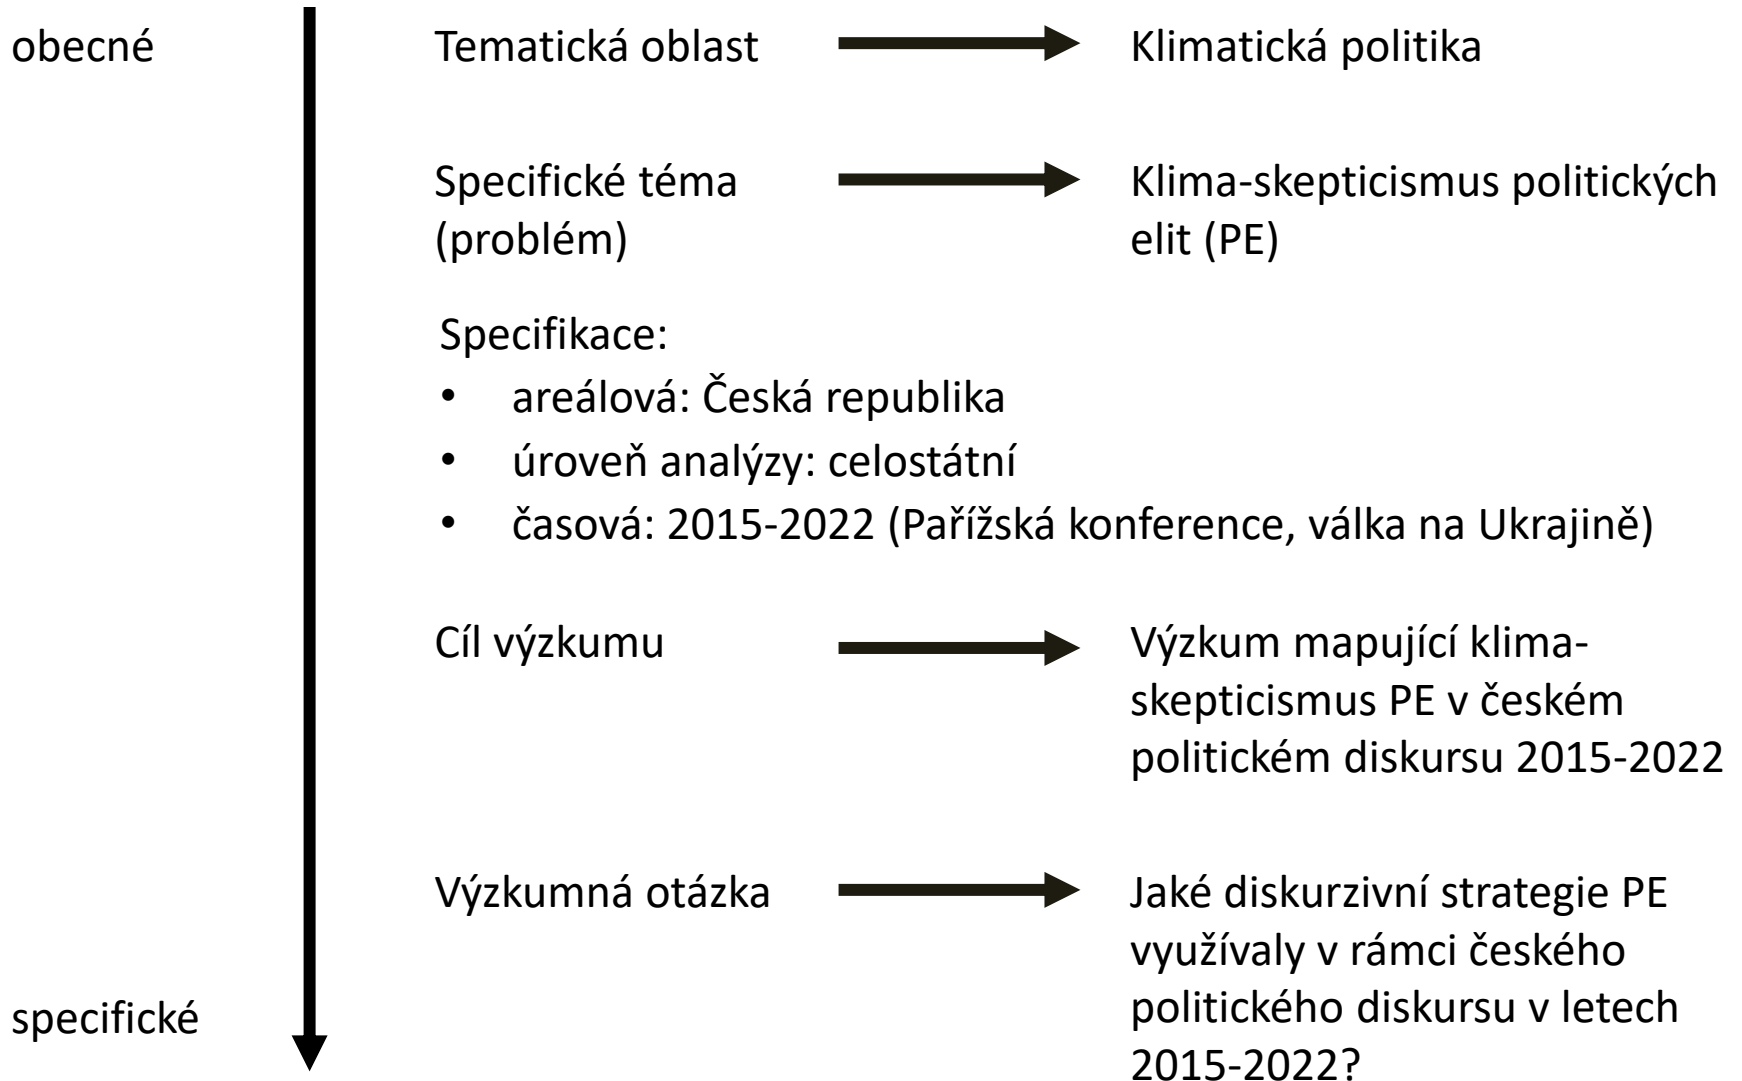 obecné
Tematická oblast
Klimatická politika
Specifické téma
(problém)
Klima-skepticismus politických
elit (PE)
Specifikace:
• areálová: Česká republika
• úroveň analýzy: celostátní
• časová: 2015-2022 (Pařížská konference, válka na Ukrajině)
Cíl výzkumu
Výzkum mapující klima-
skepticismus PE v českém
politickém diskursu 2015-2022
Výzkumná otázka
Jaké diskurzivní strategie PE
využívaly v rámci českého
politického diskursu v letech
2015-2022?
specifické